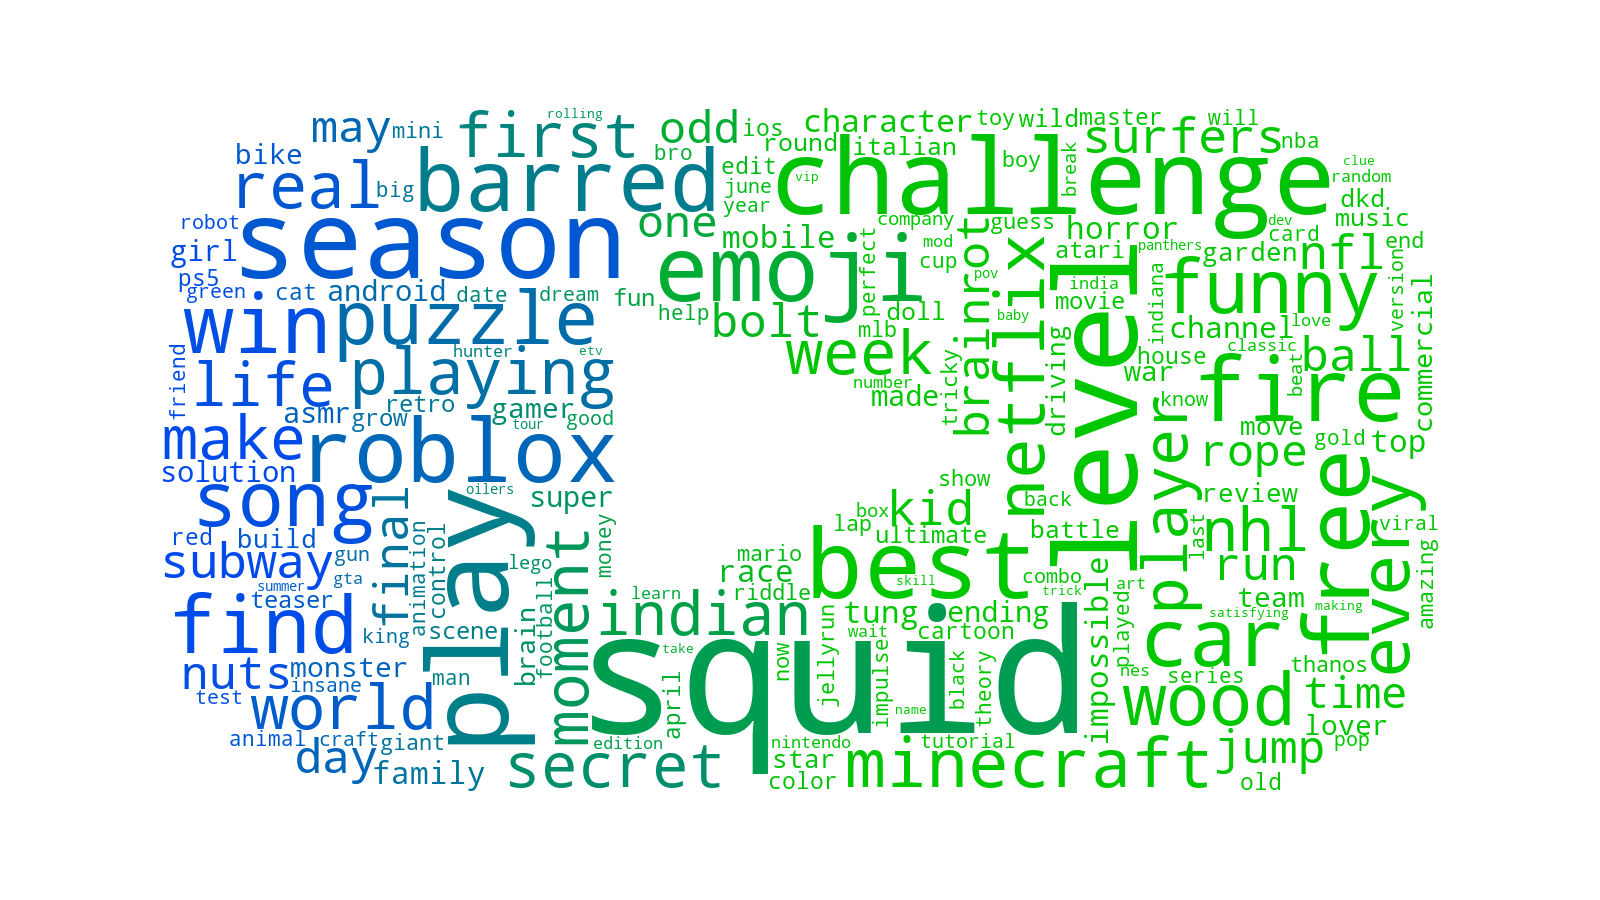 rolling
may
mini
first
odd
ios
character
toy
wild
master
will
surfers
nba
bike
real
big
barred
bro
edit
june
year
round
italian
vip
challenge
boy
break
clue
random
dkd
music
robot
season
one
mobile
company
guess
horror
dev
card
end
girl
ps5
green
cat
android
date
dream
fun
help
emoji
perfect
mod
cup
doll
brainrot
pov
baby
netflix
atari
india
movie
panthers
garden
nfl
version
commercial
win
puzzle
bolt
mlb
week
level
indiana
funny
channel
love
classic
ball
friend
life
hunter
etv
playing
number
made
tricky
driving
house
war
fire
beat
know
make
asmr
grow
retro
gamer
tour
good
player
move
gold
top
rope
solution
roblox
song
final
play
oilers
super
money
show
box
kid
lap
ultimate
back
battle
review
nhl
last
free
every
viral
amazing
red
build
subway
gun
gta
summer
teaser
animation
control
lego
moment
mario
race
riddle
best
skill
combo
trick
impossible
art
played
run
team
satisfying
making
find
king
scene
brain
football
learn
indian
tung
ending
wait
cartoon
car
thanos
nuts
monster
insane
test
man
take
april
now
jellyrun
impulse
name
black
theory
squid
nes
series
wood
time
lover
world
animal
craft
giant
day
family
secret
edition
nintendo
star
color
tutorial
minecraft
jump
pop
old